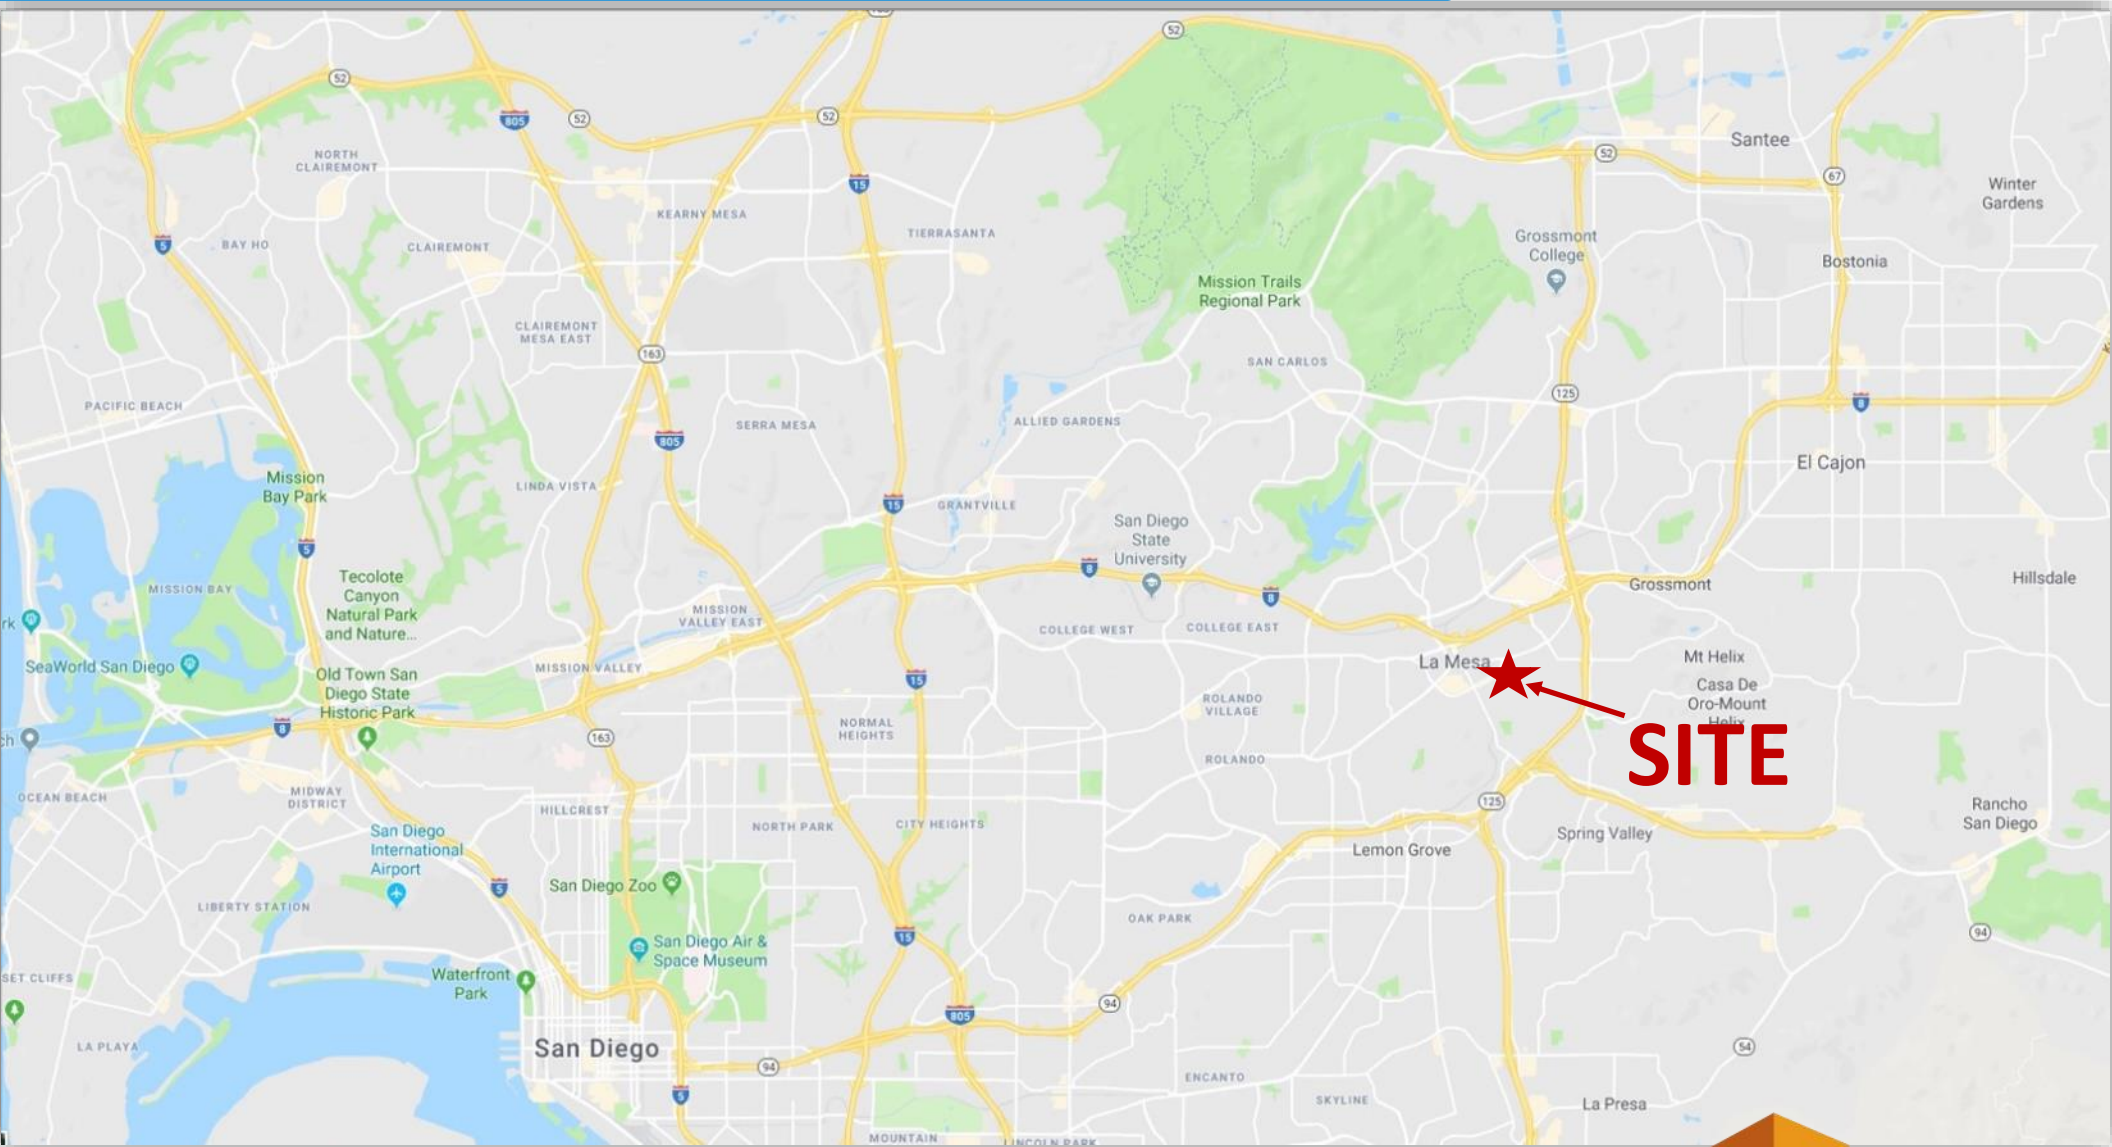 52
52
805
52
52
Santee
NORTH
CLAIREMONT
52
67
15
Winter
Gardens
KEARNY MESA
TIERRASANTA
Grossmont
College
5
BAY HO
CLAIREMONT
Bostonia
Mission Trails
Regional Park
CLAIREMONT
MESA EAST
163
SAN CARLOS
125
8
PACIFIC BEACH
ALLIED GARDENS
SERRA MESA
805
El Cajon
Mission
Bay Park
LINDA VISTA
15
GRANTVILLE
San Diego
State
University
5
8
Tecolote
Canyon
Natural Park
and Nature...
Hillsdale
Grossmont
MISSION BAY
8
MISSION
VALLEY EAST
rk
COLLEGE WEST
COLLEGE EAST
SeaWorld San Diego
MISSION VALLEY
La Mesa
Mt Helix
Old Town San
Diego State
Historic Park
15
Casa De
Oro-Mount
Helix
ROLANDO
VILLAGE
8
NORMAL
HEIGHTS
163
ch
SITE
ROLANDO
OCEAN BEACH
MIDWAY
DISTRICT
125
HILLCREST
Rancho
San Diego
NORTH PARK
CITY HEIGHTS
San Diego
International
Airport
Spring Valley
Lemon Grove
5
San Diego Zoo
LIBERTY STATION
OAK PARK
15
94
San Diego Air &
Space Museum
SET CLIFFS
Waterfront
Park
94
805
LA PLAYA
San Diego
54
94
ENCANTO
5
SKYLINE
La Presa
MOUNTAIN
LINCOLN PARK